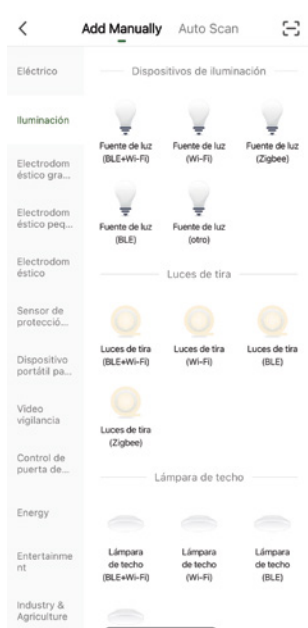 Add Manually Auto Scan
Eléctrico
Iluminación
Electrodom
éstico gra...
Electrodom
éstico peq...
Electrodom
éstico
Sensor de
protecció...
Dispositivo
portátil pa...
Vídeo
vigilancia
Control de
puerta de...
Energy
Entertainme
nt
Industry &
Agriculture
Dispositivos de iluminación
Fuente de luz
(BLE+Wi-Fi)
Fuente de luz
(Wi-Fi)
Fuente de luz
(Zigbee)
Fuente de luz
(BLE)
Fuente de luz
(otro)
Luces de tira
Luces de tira
(BLE+Wi-Fi)
Luces de tira
(Wi-Fi)
Luces de tira
(BLE)
Luces de tira
(Zigbee)
Lámpara de techo
Lámpara
de techo
(BLE+Wi-Fi)
Lámpara
de techo
(Wi-Fi)
Lámpara
de techo
(BLE)